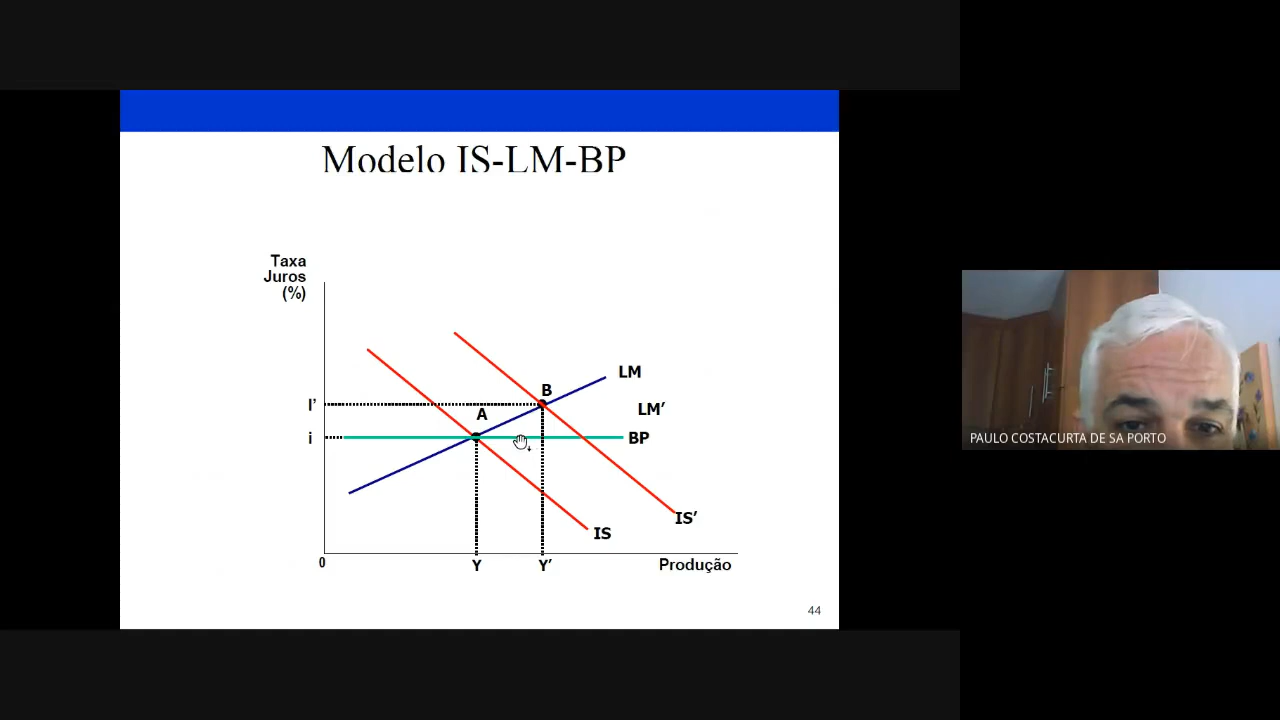 Modelo IS-LM-BP
Taxa
Juros
(%)
LM
B
I’
LM’
A
i
BP
IS’
IS
0
Y
Y’
Produção
44
PAULO COSTACURTA DE SA PORTO